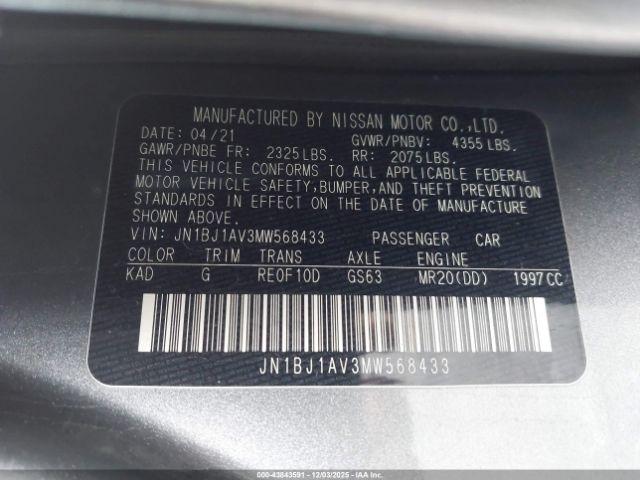 MANUFACTURED BY NISSAN MOTOR CO.,LTD.
DATE: 04/21 GVWR/PNBV: 4355 LBS.
GAWR/PNBE FR: 2325 LBS. RR: 2075 LBS.
THIS VEHICLE CONFORMS TO ALL APPLICABLE FEDERAL
MOTOR VEHICLE SAFETY, BUMPER, AND THEFT PREVENTION
STANDARDS IN EFFECT ON THE DATE OF MANUFACTURE
SHOWN ABOVE.
VIN: JN1BJ1AV3MW568433 PASSENGER CAR
COLOR TRIM TRANS AXLE ENGINE
KAD G RE0F10D GS63 MR20(DD) 1997CC
JN1BJ1AV3MW568433
000-43843591 - 12/03/2025 - IAA Inc.